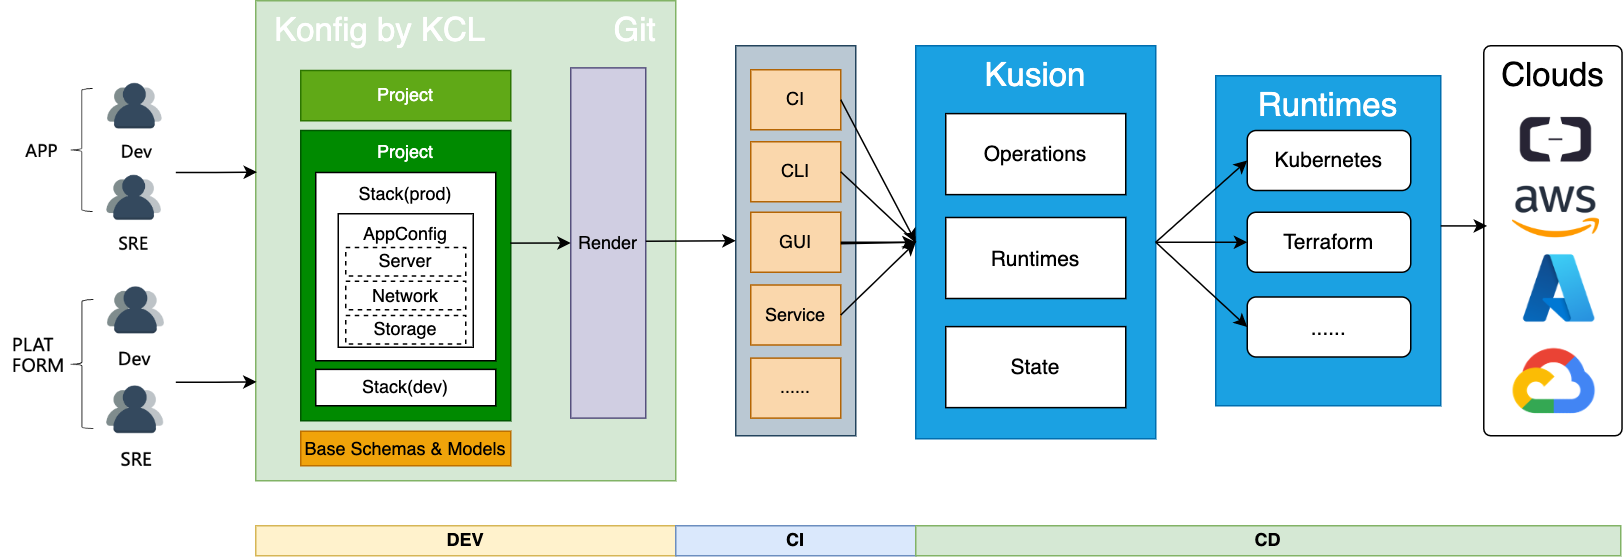 APP
Dev
SRE
PLAT
FORM
Dev
SRE
Konfig by KCL
Git
Project
Project
Stack(prod)
AppConfig
Server
Network
Storage
Stack(dev)
Base Schemas & Models
Render
CI
CLI
GUI
Service
......
Kusion
Operations
Runtimes
State
Runtimes
Kubernetes
Terraform
......
Clouds
aws
DEV
CI
CD